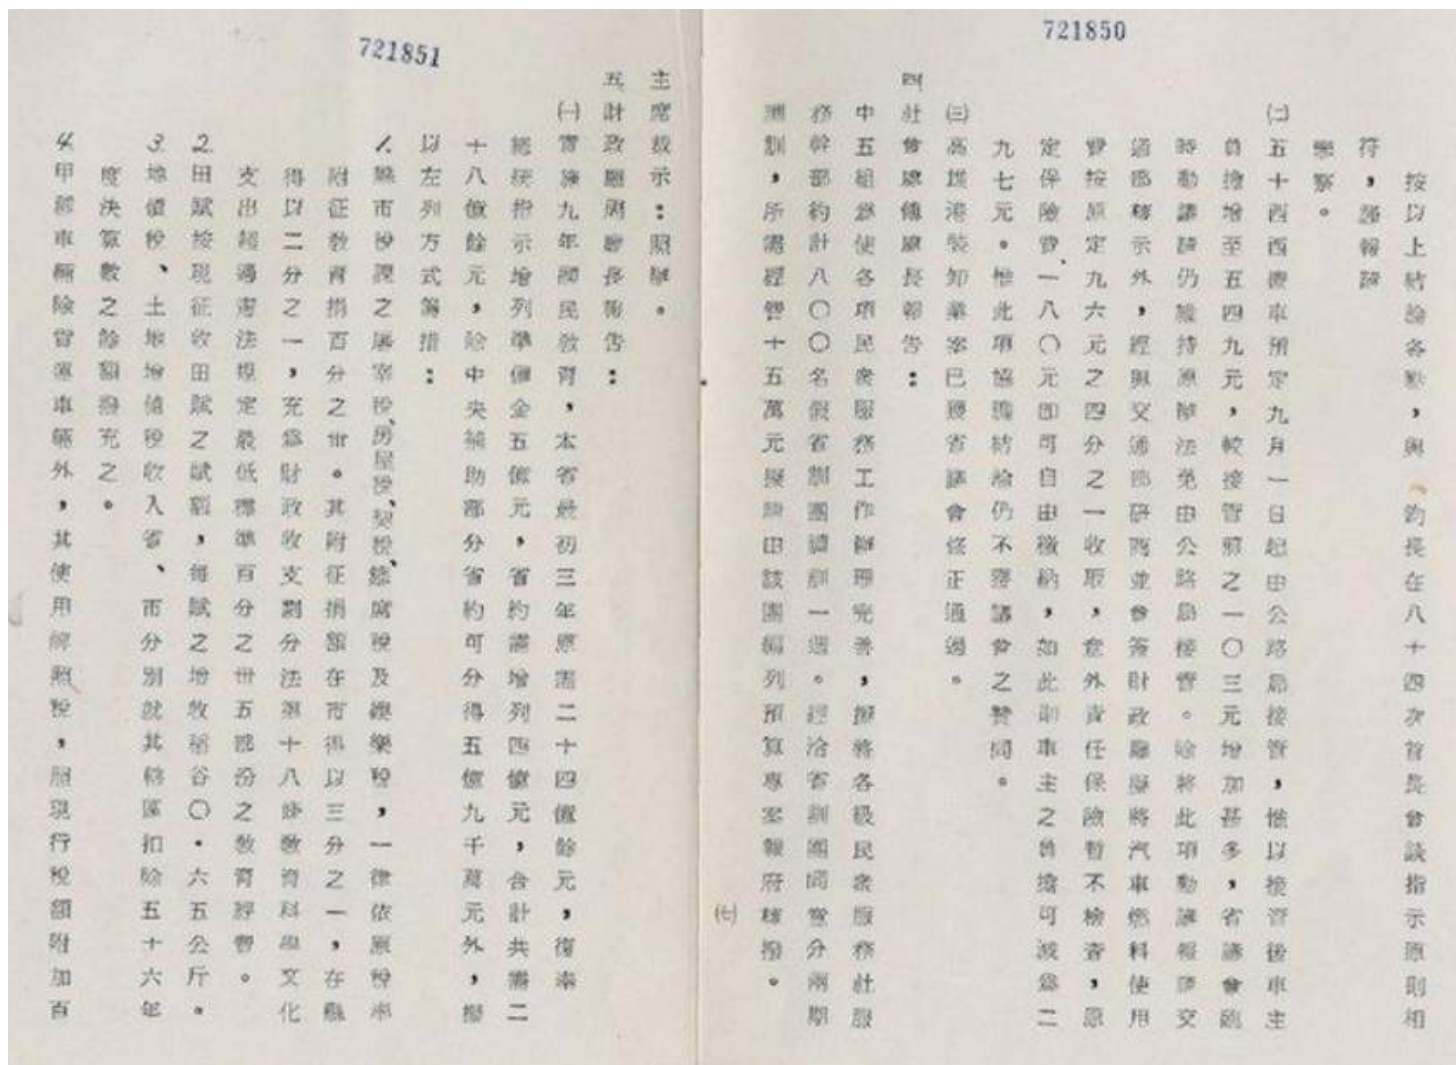 721850
按以上結論各點,與 鈞長在八十四次首長會談指示原則相
符,謹報請
鑒察。
㈡五十西西機車預定九月一日起由公路局接管,惟以接管後車主
負擔增至五四九元,較接管前之一〇三元增加甚多,省議會臨
時動議請仍維持原辦法免由公路局接管。除將此項動議報請交
通部釋示外,經與交通部研商並會簽財政廳擬將汽車燃料使用
費按原定九六元之四分之一收取,意外責任保險暫不檢查,原
定保險費一八〇元即可自由繳納,如此則車主之負擔可減為二
九七元。惟此項協議結論仍不獲議會之贊同。
㈢高雄港裝卸業案已獲省議會修正通過。
四社會處傅處長報告:
中五組為使各項民衆服務工作辦理完善,擬將各級民衆服務社服
務幹部約計八〇〇名假省訓團講訓一週。經洽省訓團同意分兩期
調訓,所需經費十五萬元擬請由該團編列預算專案報府核撥。
㈦
721851
主席裁示:照辦。
五財政廳周廳長報告:
㈠實施九年國民教育,本省最初三年原需二十四億餘元,復奉
總統指示增列準備金五億元,省約需增列四億元,合計共需二
十八億餘元,除中央補助部分省約可分得五億九千萬元外,擬
以左列方式籌措:
1.縣市稅課之屠宰稅、房屋稅、契稅、筵席稅及娛樂稅,一律依原稅率
附征教育捐百分之卅。其附征捐額在市得以三分之一,在縣
得以二分之一,充為財政收支劃分法第十八條教育科學文化
支出超過憲法規定最低標準百分之卅五部份之教育經費。
2.田賦按現征收田賦之賦額,每賦之增收稻谷〇.六五公斤。
3.地價稅、土地增值稅收入省、市分別就其轄區扣除五十六年
度決算數之餘額撥充之。
4.甲種車輛除營運車輛外,其使用牌照稅,照現行稅額附加百